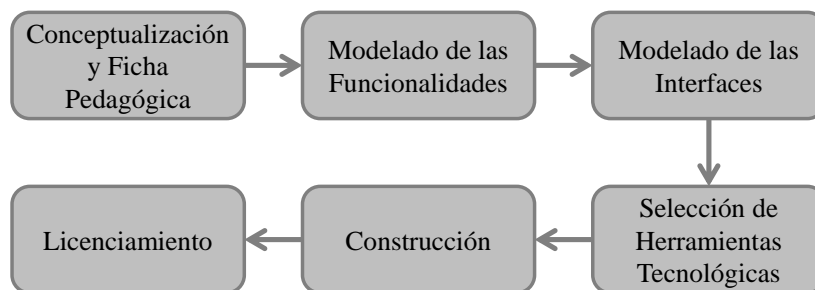 Conceptualización
y Ficha
Pedagógica
Modelado de las
Funcionalidades
Modelado de las
Interfaces
Selección de
Herramientas
Tecnológicas
Construcción
Licenciamiento